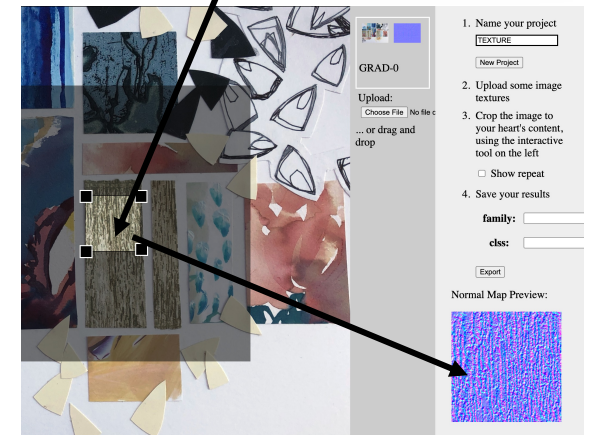 GRAD-0
Upload:
Choose File No file c
... or drag and
drop
1. Name your project
TEXTURE
New Project
2. Upload some image
textures
3. Crop the image to
your heart's content,
using the interactive
tool on the left
Show repeat
4. Save your results
family:
clss:
Export
Normal Map Preview: